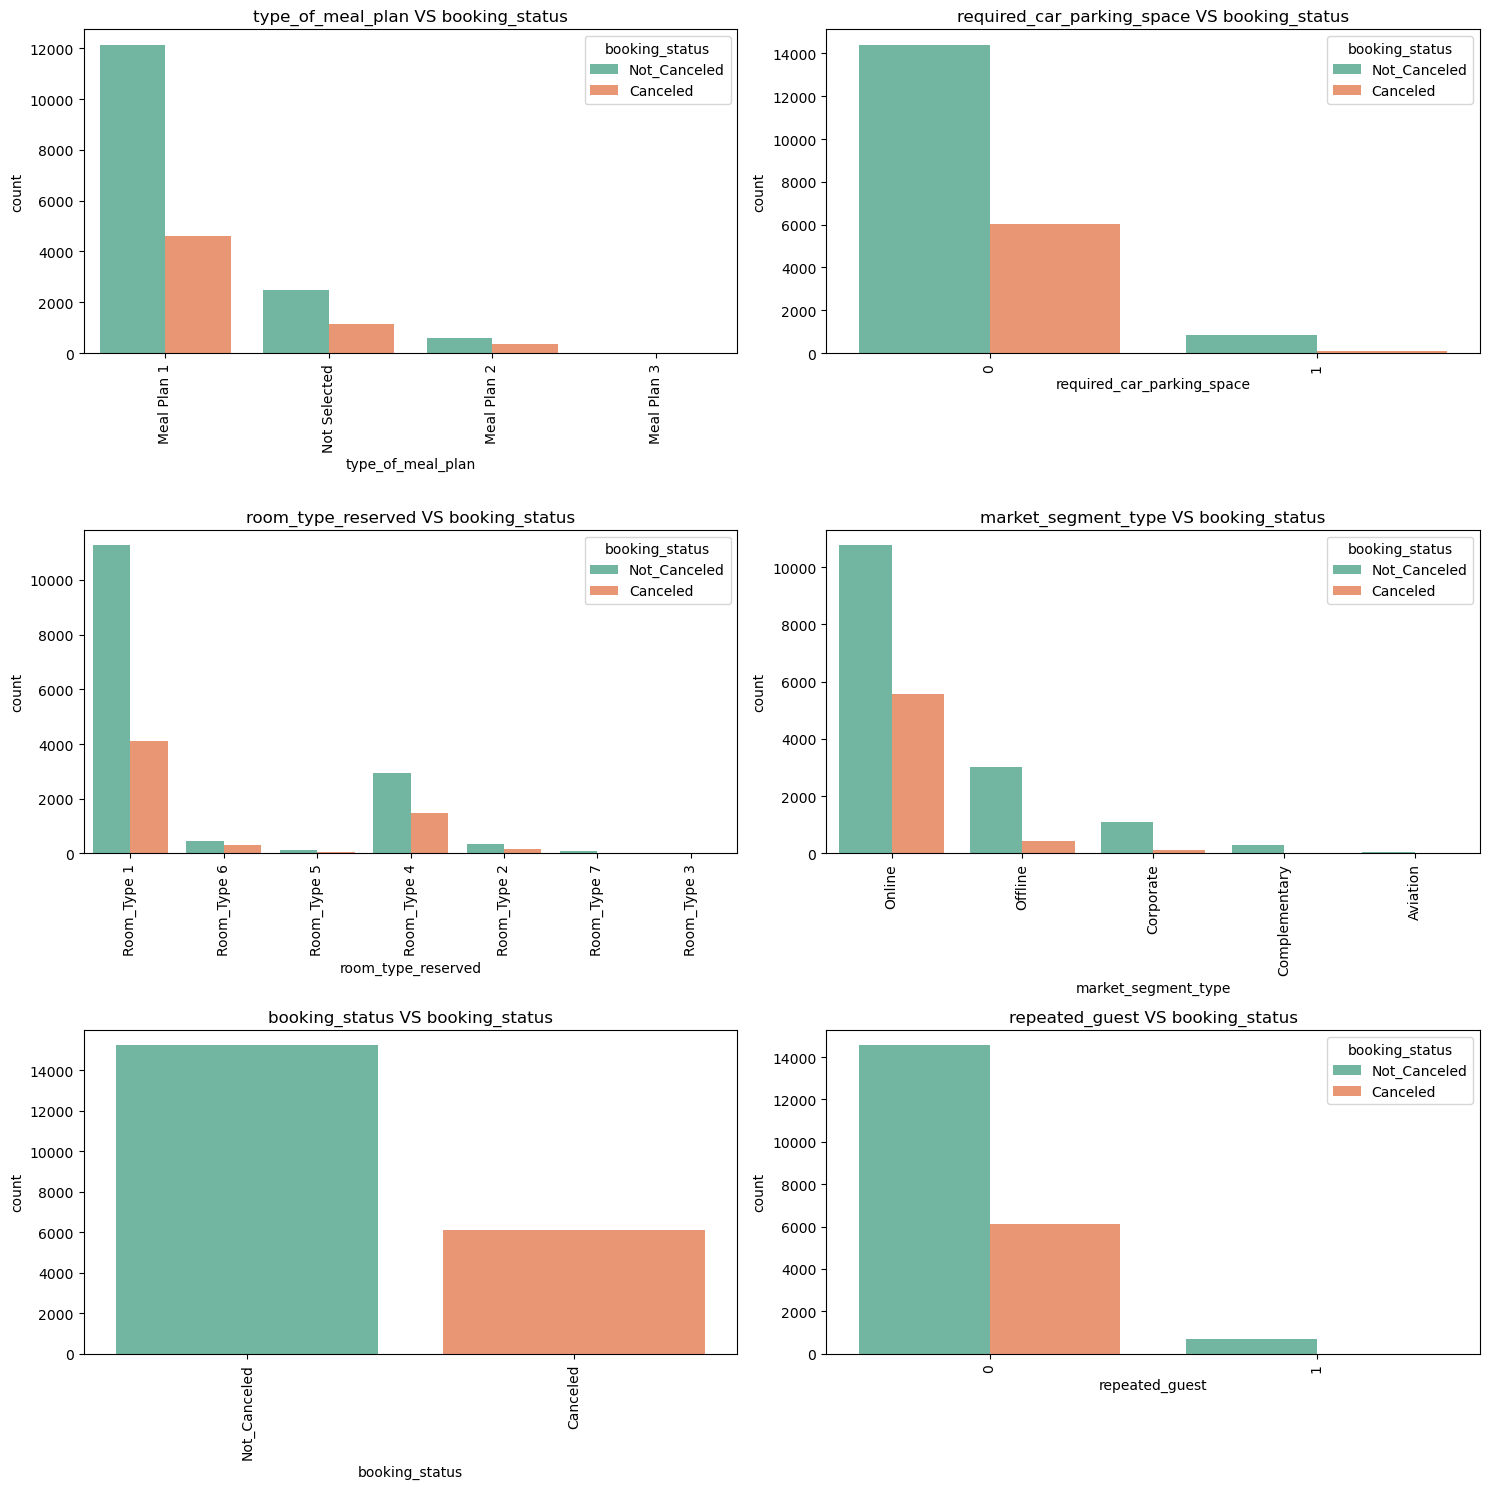 type_of_meal_plan VS booking_status
12000
10000
8000
6000
4000
2000
0
count
booking_status
Not_Canceled
Canceled
Meal Plan 1
Not Selected
Meal Plan 2
Meal Plan 3
type_of_meal_plan
required_car_parking_space VS booking_status
14000
12000
10000
8000
6000
4000
2000
0
count
booking_status
Not_Canceled
Canceled
0
1
required_car_parking_space
room_type_reserved VS booking_status
10000
8000
6000
4000
2000
0
count
booking_status
Not_Canceled
Canceled
Room_Type 1
Room_Type 6
Room_Type 5
Room_Type 4
Room_Type 2
Room_Type 7
Room_Type 3
room_type_reserved
market_segment_type VS booking_status
10000
8000
6000
4000
2000
0
count
booking_status
Not_Canceled
Canceled
Online
Offline
Corporate
Complementary
Aviation
market_segment_type
booking_status VS booking_status
14000
12000
10000
8000
6000
4000
2000
0
count
Not_Canceled
Canceled
booking_status
repeated_guest VS booking_status
14000
12000
10000
8000
6000
4000
2000
0
count
booking_status
Not_Canceled
Canceled
0
1
repeated_guest